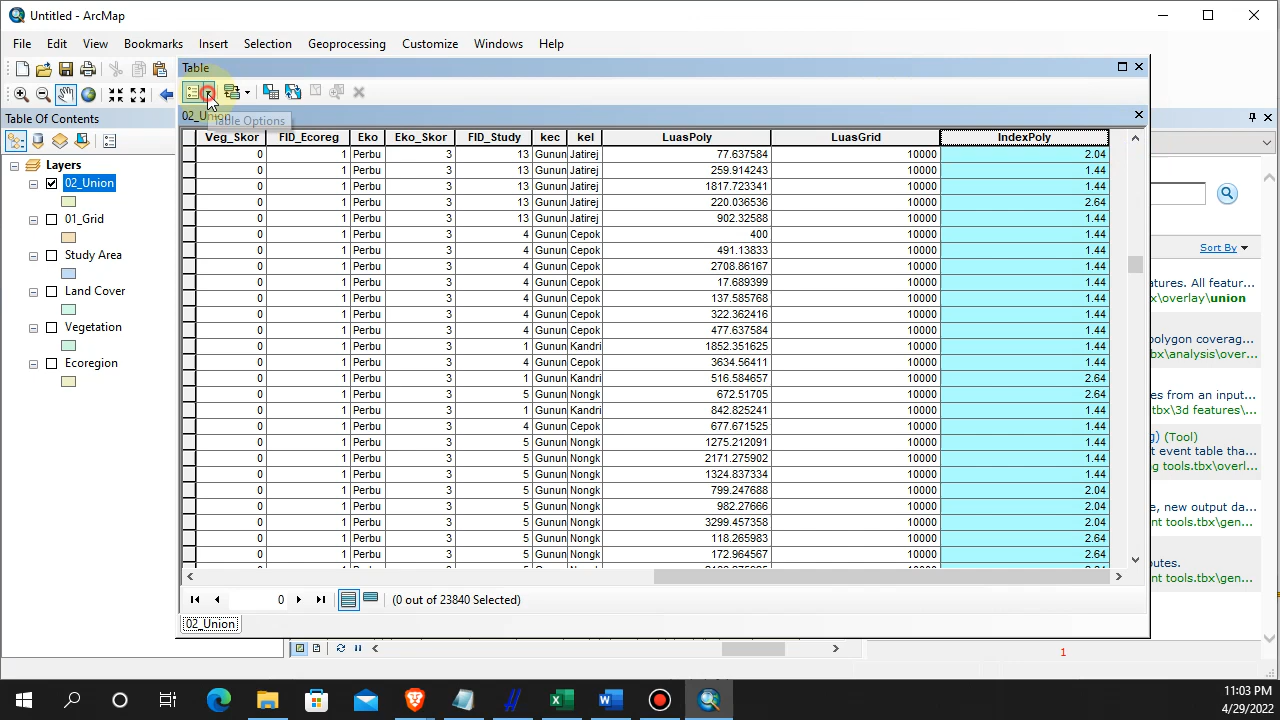 Untitled - ArcMap
File Edit View Bookmarks Insert Selection Geoprocessing Customize Windows Help
Table
Table Of Contents
02_Union
Table Options
Layers
02_Union
01_Grid
Study Area
Land Cover
Vegetation
Ecoregion
Veg_Skor FID_Ecoreg Eko Eko_Skor FID_Study kec kel LuasPoly LuasGrid IndexPoly
0 1 Perbu 3 13 Gunun Jatirej 77.637584 10000 2.04
0 1 Perbu 3 13 Gunun Jatirej 259.914243 10000 1.44
0 1 Perbu 3 13 Gunun Jatirej 1817.723341 10000 1.44
0 1 Perbu 3 13 Gunun Jatirej 220.036536 10000 2.64
0 1 Perbu 3 13 Gunun Jatirej 902.32588 10000 1.44
0 1 Perbu 3 4 Gunun Cepok 400 10000 1.44
0 1 Perbu 3 4 Gunun Cepok 491.13833 10000 1.44
0 1 Perbu 3 4 Gunun Cepok 2708.86167 10000 1.44
0 1 Perbu 3 4 Gunun Cepok 17.689399 10000 1.44
0 1 Perbu 3 4 Gunun Cepok 137.585768 10000 1.44
0 1 Perbu 3 4 Gunun Cepok 322.362416 10000 1.44
0 1 Perbu 3 4 Gunun Cepok 477.637584 10000 1.44
0 1 Perbu 3 1 Gunun Kandri 1852.351625 10000 1.44
0 1 Perbu 3 4 Gunun Cepok 3634.56411 10000 1.44
0 1 Perbu 3 1 Gunun Kandri 516.584657 10000 2.64
0 1 Perbu 3 5 Gunun Nongk 672.51705 10000 2.64
0 1 Perbu 3 1 Gunun Kandri 842.825241 10000 1.44
0 1 Perbu 3 4 Gunun Cepok 677.671525 10000 1.44
0 1 Perbu 3 5 Gunun Nongk 1275.212091 10000 1.44
0 1 Perbu 3 5 Gunun Nongk 2171.275902 10000 1.44
0 1 Perbu 3 5 Gunun Nongk 1324.837334 10000 1.44
0 1 Perbu 3 5 Gunun Nongk 799.247688 10000 2.04
0 1 Perbu 3 5 Gunun Nongk 982.27666 10000 2.04
0 1 Perbu 3 5 Gunun Nongk 3299.457358 10000 2.04
0 1 Perbu 3 5 Gunun Nongk 118.265983 10000 2.64
0 1 Perbu 3 5 Gunun Nongk 172.964567 10000 2.64
0 (0 out of 23840 Selected)
02_Union
Sort By
atures. All featur...
x\overlay\union
polygon coverag...
bx\analysis\over...
es from an input...
tbx\3d features\...
g) (Tool)
t event table tha...
g tools.tbx\overl...
e, new output da...
nt tools.tbx\gen...
butes.
nt tools.tbx\gen...
1
11:03 PM
4/29/2022